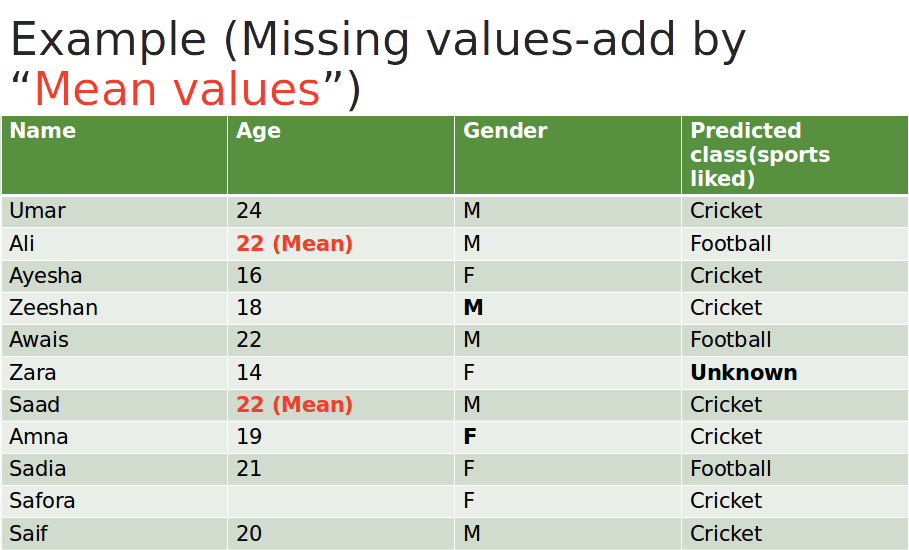 Example (Missing values-add by
“Mean values”)
Name Age Gender Predicted
class(sports
liked)
Umar 24 M Cricket
Ali 22 (Mean) M Football
Ayesha 16 F Cricket
Zeeshan 18 M Cricket
Awais 22 M Football
Zara 14 F Unknown
Saad 22 (Mean) M Cricket
Amna 19 F Cricket
Sadia 21 F Football
Safora F Cricket
Saif 20 M Cricket